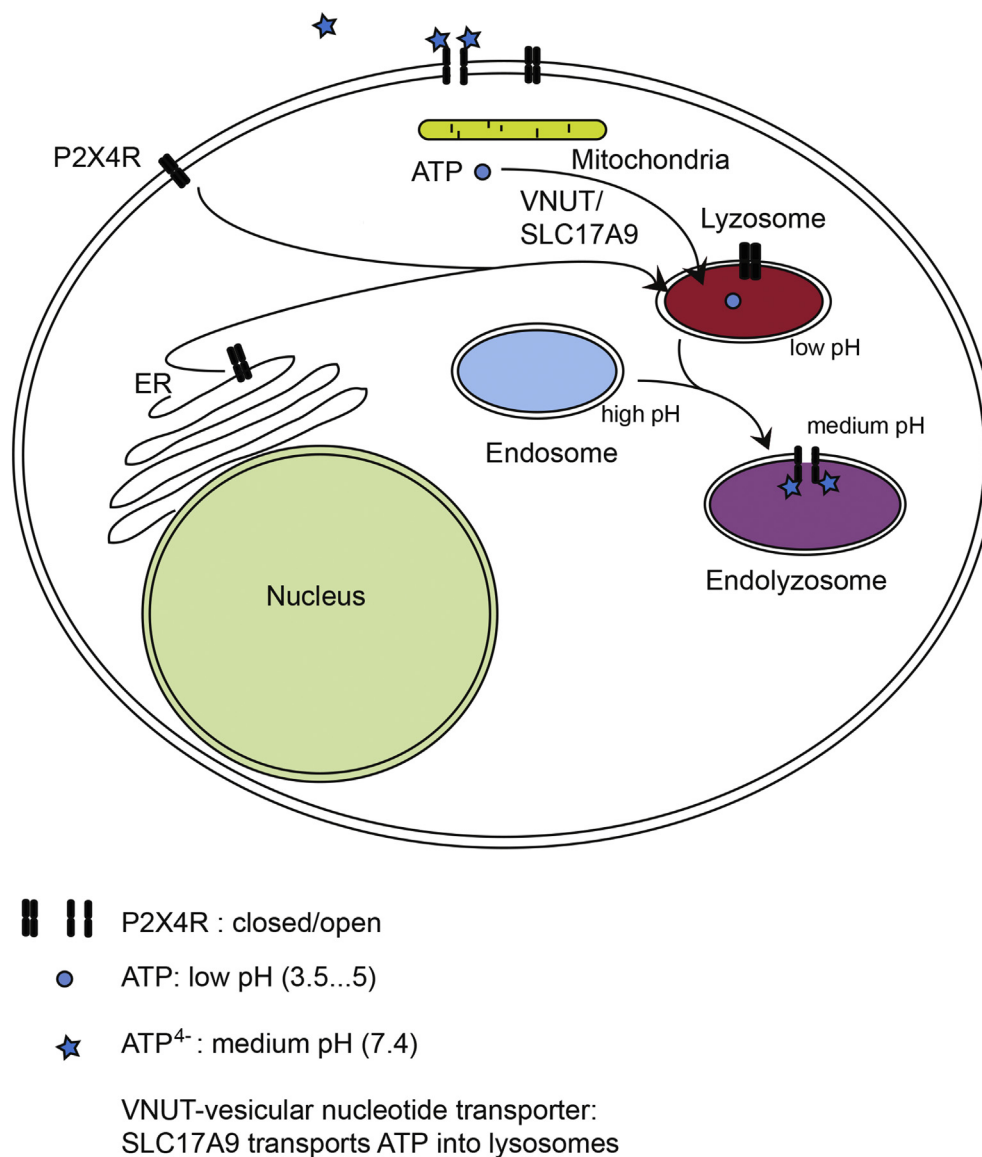 P2X4R
Mitochondria
ATP
VNUT/
SLC17A9
Lyzosome
low pH
ER
high pH
Endosome
medium pH
Endolyzosome
Nucleus
P2X4R : closed/open
ATP: low pH (3.5...5)
ATP4- : medium pH (7.4)
VNUT-vesicular nucleotide transporter:
SLC17A9 transports ATP into lysosomes